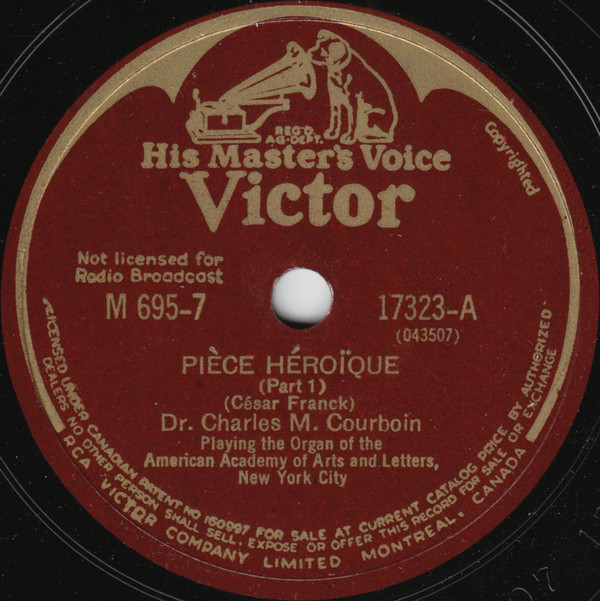 REG'D.
AG-DEPT.
His Master's Voice
Victor
Copyrighted
Not licensed for
Radio Broadcast
M 695-7
17323-A
(043507)
PIÈCE HÉROÏQUE
(Part 1)
(César Franck)
Dr. Charles M. Courboin
Playing the Organ of the
American Academy of Arts and Letters,
New York City
LICENSED UNDER CANADIAN PATENT NO 150997 FOR SALE AT CURRENT CATALOG PRICE BY AUTHORIZED
DEALERS NO OTHER PERSON SHALL SELL, EXPOSE OR OFFER THIS RECORD FOR SALE OR EXCHANGE
RCA VICTOR COMPANY LIMITED MONTREAL, CANADA